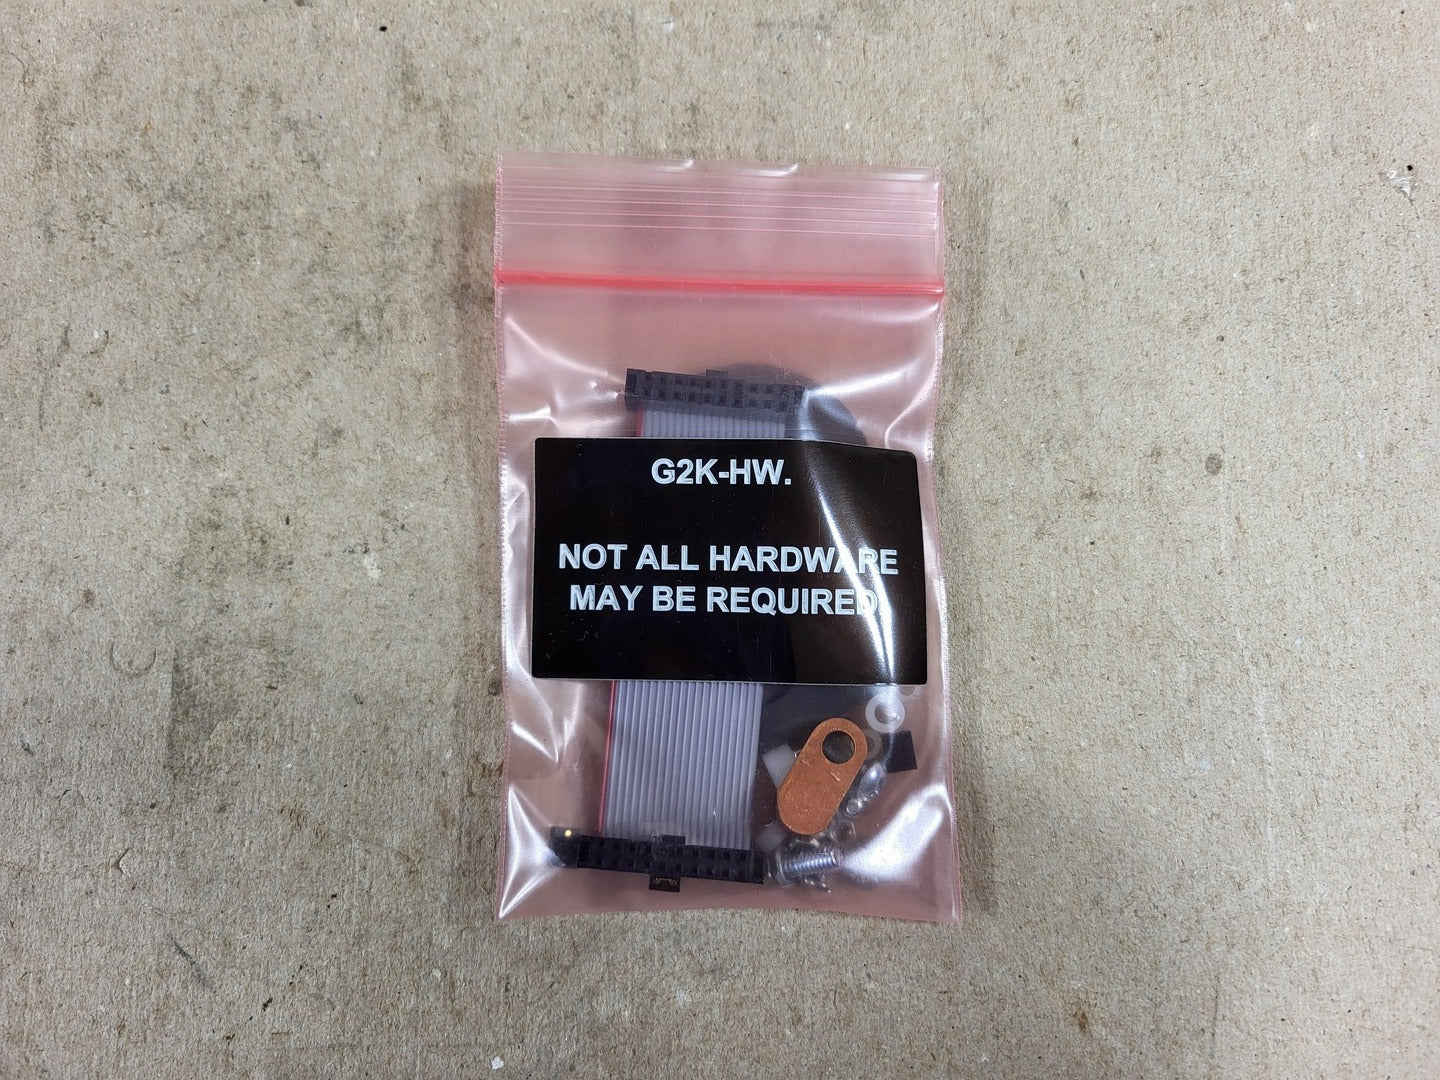 G2K-HW.
NOT ALL HARDWARE
MAY BE REQUIRED.